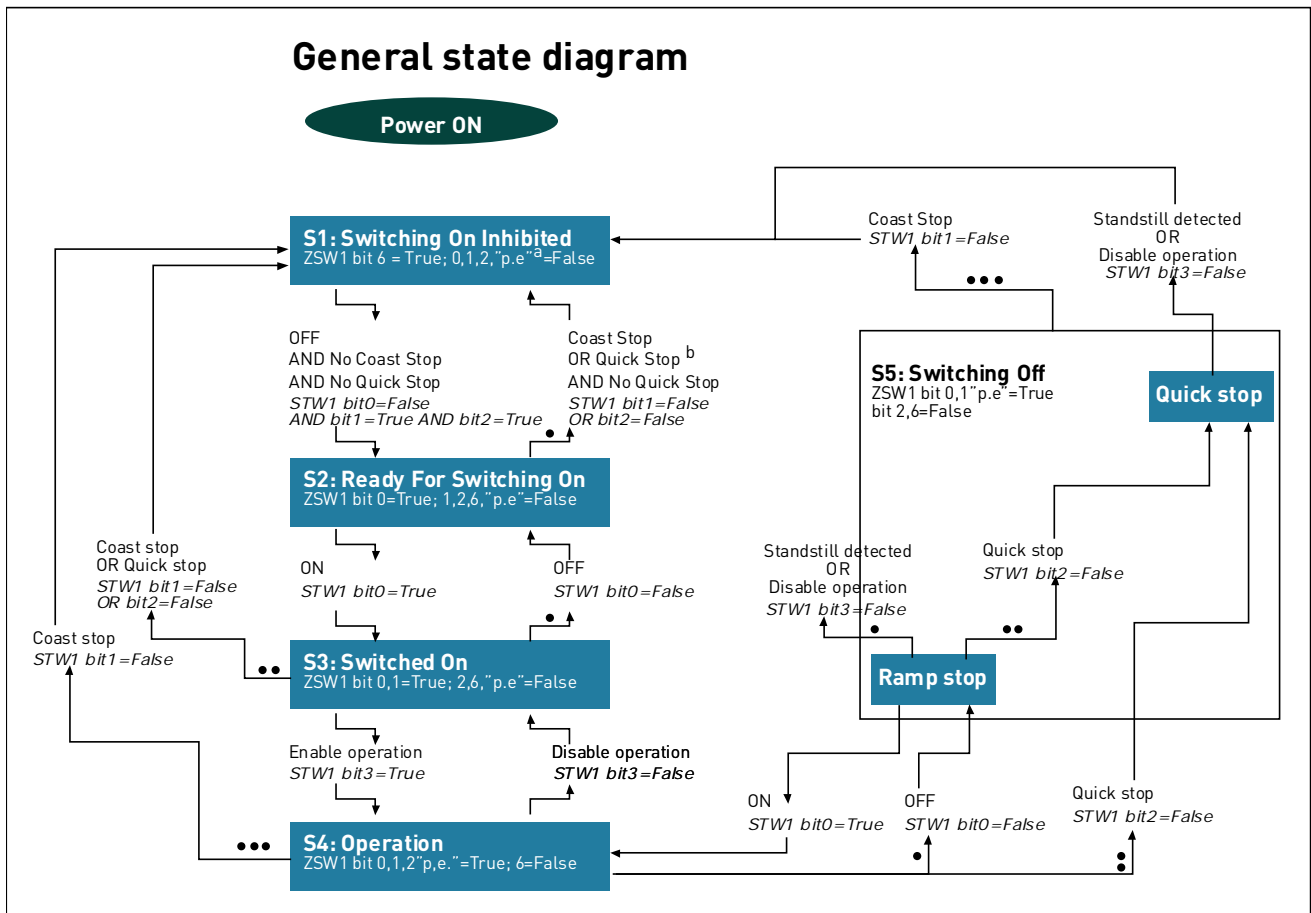 General state diagram
Power ON
S1: Switching On Inhibited
ZSW1 bit 6 = True; 0,1,2,”p.e”a=False
Coast Stop
STW1 bit1=False
Standstill detected
OR
Disable operation
STW1 bit3=False
OFF
AND No Coast Stop
AND No Quick Stop
STW1 bit0=False
AND bit1=True AND bit2=True
Coast Stop
OR Quick Stop b
AND No Quick Stop
STW1 bit1=False
OR bit2=False
S5: Switching Off
ZSW1 bit 0,1”p.e”=True
bit 2,6=False
Quick stop
S2: Ready For Switching On
ZSW1 bit 0=True; 1,2,6,”p.e”=False
Coast stop
OR Quick stop
STW1 bit1=False
OR bit2=False
ON
STW1 bit0=True
OFF
STW1 bit0=False
Standstill detected
OR
Disable operation
STW1 bit3=False
Quick stop
STW1 bit2=False
Coast stop
STW1 bit1=False
S3: Switched On
ZSW1 bit 0,1=True; 2,6,”p.e”=False
Ramp stop
Enable operation
STW1 bit3=True
Disable operation
STW1 bit3=False
ON
STW1 bit0=True
OFF
STW1 bit0=False
Quick stop
STW1 bit2=False
S4: Operation
ZSW1 bit 0,1,2”p,e.”=True; 6=False